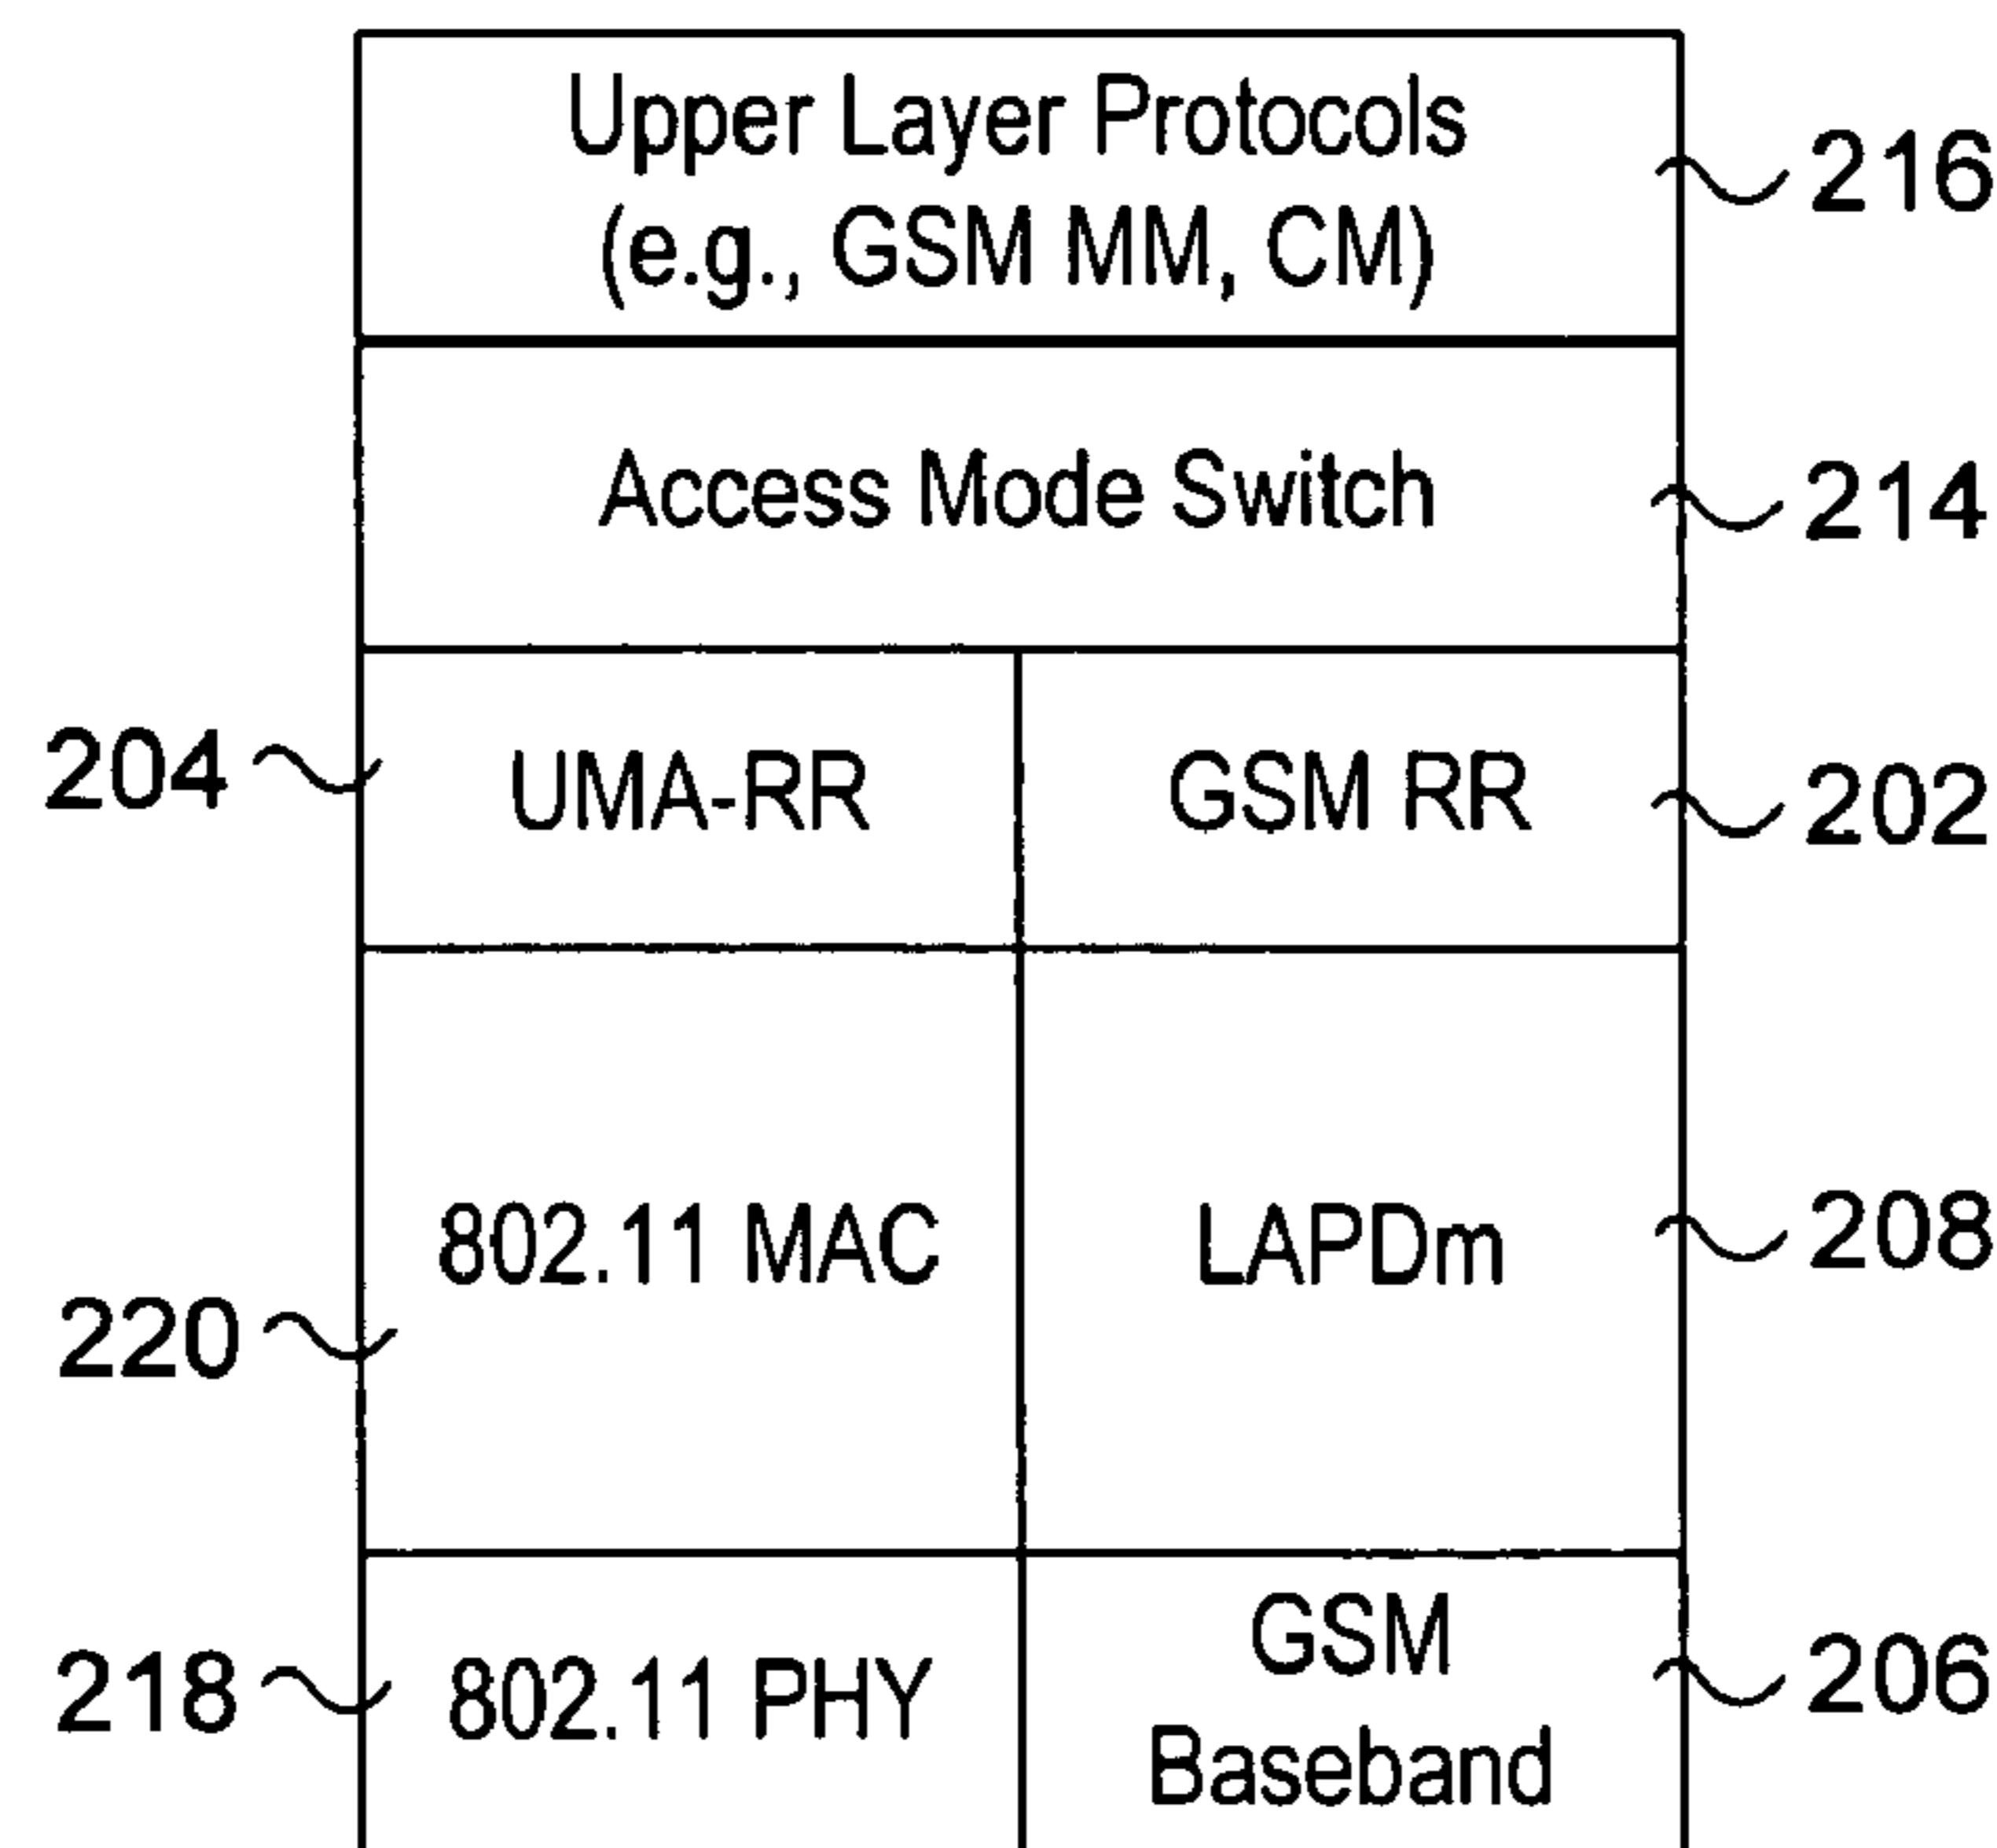 Upper Layer Protocols
(e.g., GSM MM, CM)
216
Access Mode Switch
214
204
UMA-RR
GSM RR
202
802.11 MAC
LAPDm
208
220
218
802.11 PHY
GSM
Baseband
206